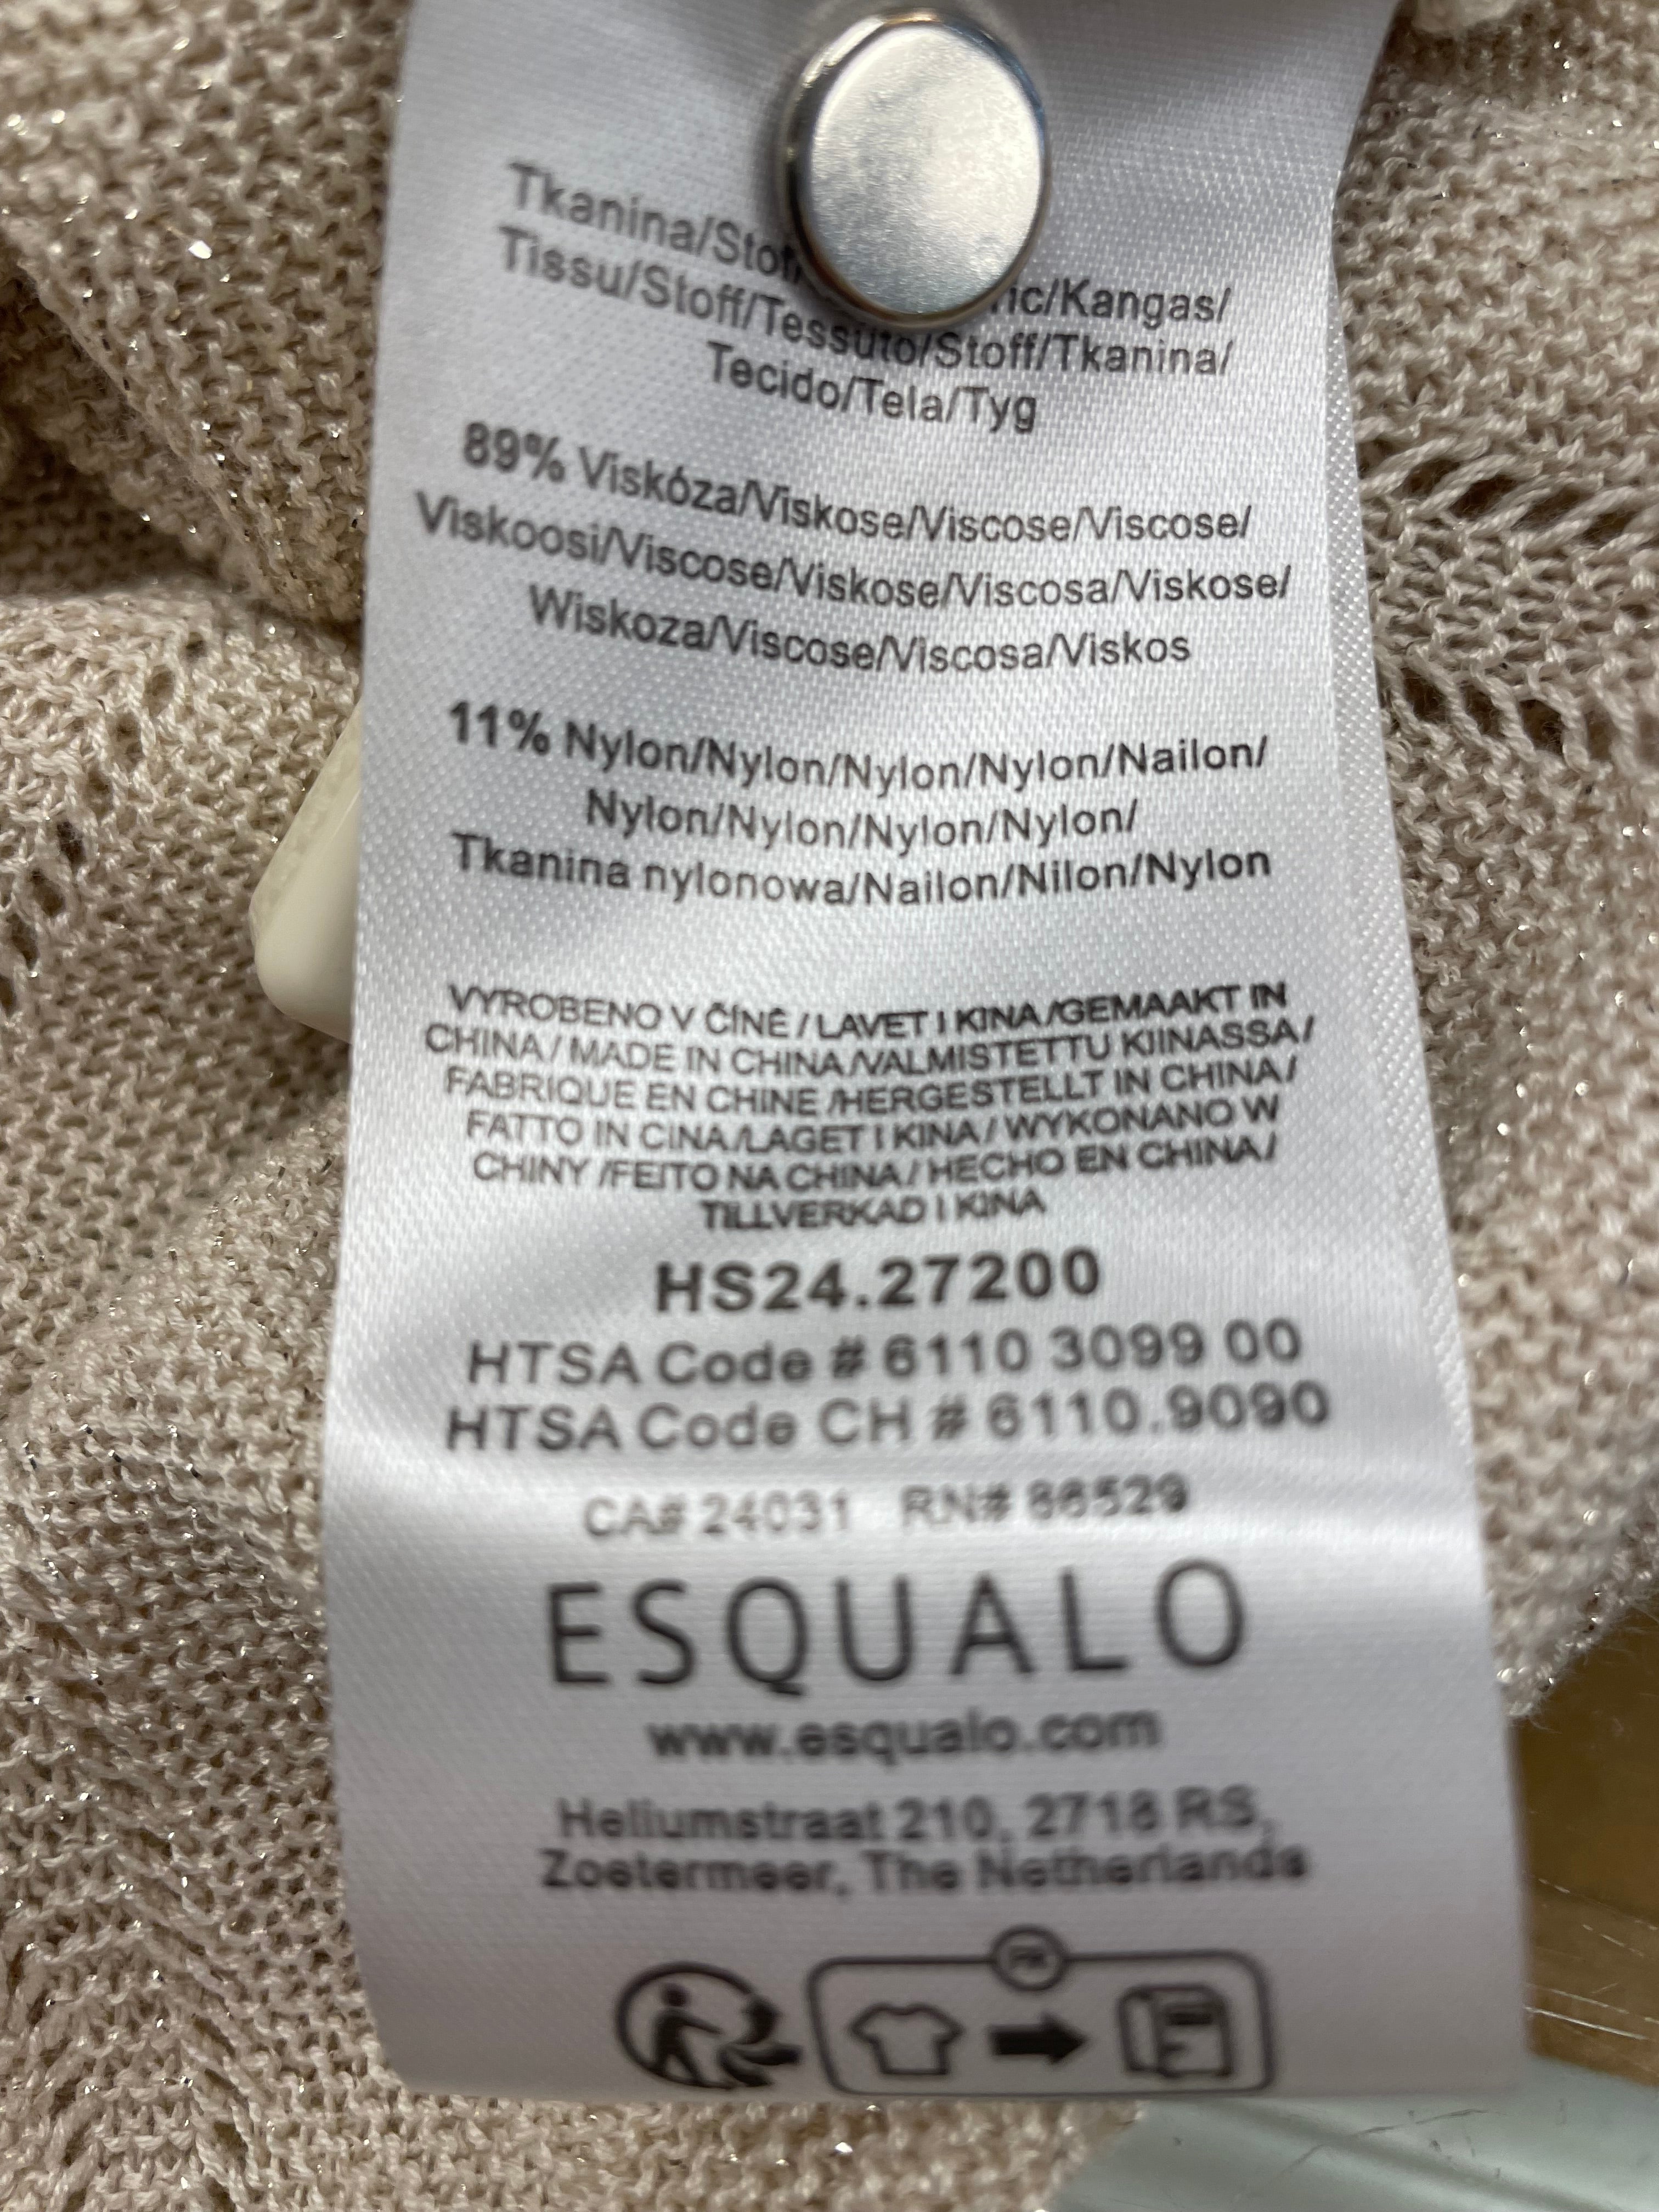 Tkanina/Stof/ ic/Kangas/
Tissu/Stoff/Tessuto/Stoff/Tkanina/
Tecido/Tela/Tyg
89% Viskóza/Viskose/Viscose/Viscose/
Viskoosi/Viscose/Viskose/Viscosa/Viskose/
Wiskoza/Viscose/Viscosa/Viskos
11% Nylon/Nylon/Nylon/Nylon/Nailon/
Nylon/Nylon/Nylon/Nylon/
Tkanina nylonowa/Nailon/Nilon/Nylon
VYROBENO V ČÍNĚ / LAVET I KINA /GEMAAKT IN
CHINA / MADE IN CHINA /VALMISTETTU KIINASSA/
FABRIQUE EN CHINE /HERGESTELLT IN CHINA/
FATTO IN CINA /LAGET I KINA / WYKONANO W
CHINY /FEITO NA CHINA / HECHO EN CHINA/
TILLVERKAD I KINA
HS24.27200
HTSA Code # 6110 3099 00
HTSA Code CH # 6110.9090
CA# 24031 RN# 86529
ESQUALO
www.esqualo.com
Heliumstraat 210, 2718 RS,
Zoetermeer, The Netherlands
FR